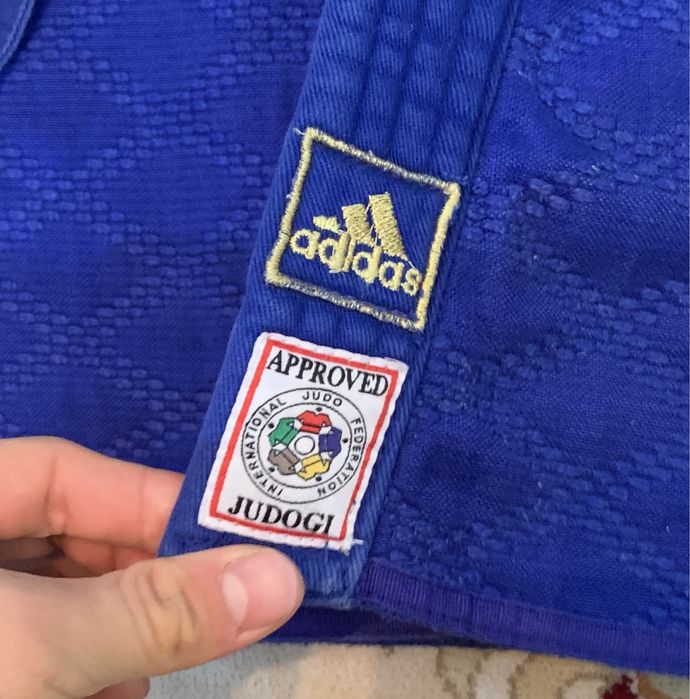 adidas
APPROVED
INTERNATIONAL JUDO FEDERATION
JUDOGI